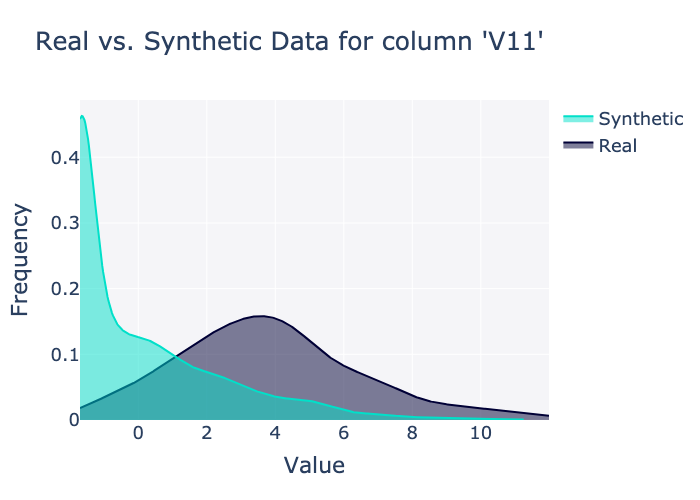 Real vs. Synthetic Data for column 'V11'
Synthetic
Real
Frequency
0.4
0.3
0.2
0.1
0
0 2 4 6 8 10
Value